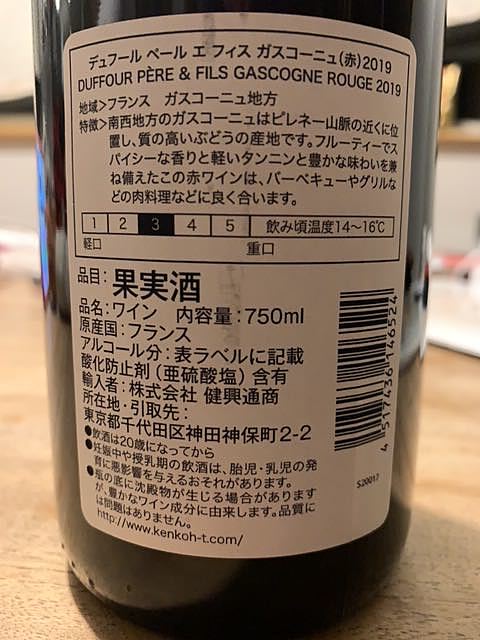 デュフール ペール エ フィス ガスコーニュ(赤)2019
DUFFOUR PÈRE & FILS GASCOGNE ROUGE 2019
地域>フランス ガスコーニュ地方
特徴>南西地方のガスコーニュはピレネー山脈の近くに位
置し、質の高いぶどうの産地です。フルーティーでス
パイシーな香りと軽いタンニンと豊かな味わいを兼
ね備えたこの赤ワインは、バーベキューやグリルな
どの肉料理などに良く合います。
1 2 3 4 5 飲み頃温度14〜16℃
軽口 重口
品目:果実酒
品名:ワイン 内容量:750ml
原産国:フランス
アルコール分:表ラベルに記載
酸化防止剤(亜硫酸塩)含有
輸入者:株式会社 健興通商
所在地・引取先:
東京都千代田区神田神保町2-2
●飲酒は20歳になってから
●妊娠中や授乳期の飲酒は、胎児・乳児の発
育に悪影響を与えるおそれがあります。
●瓶の底に沈殿物が生じる場合があります
が、豊かなワイン成分に由来します。品質に
は問題はありません。
http://www.kenkoh-t.com/
4 517436 146524
S20017